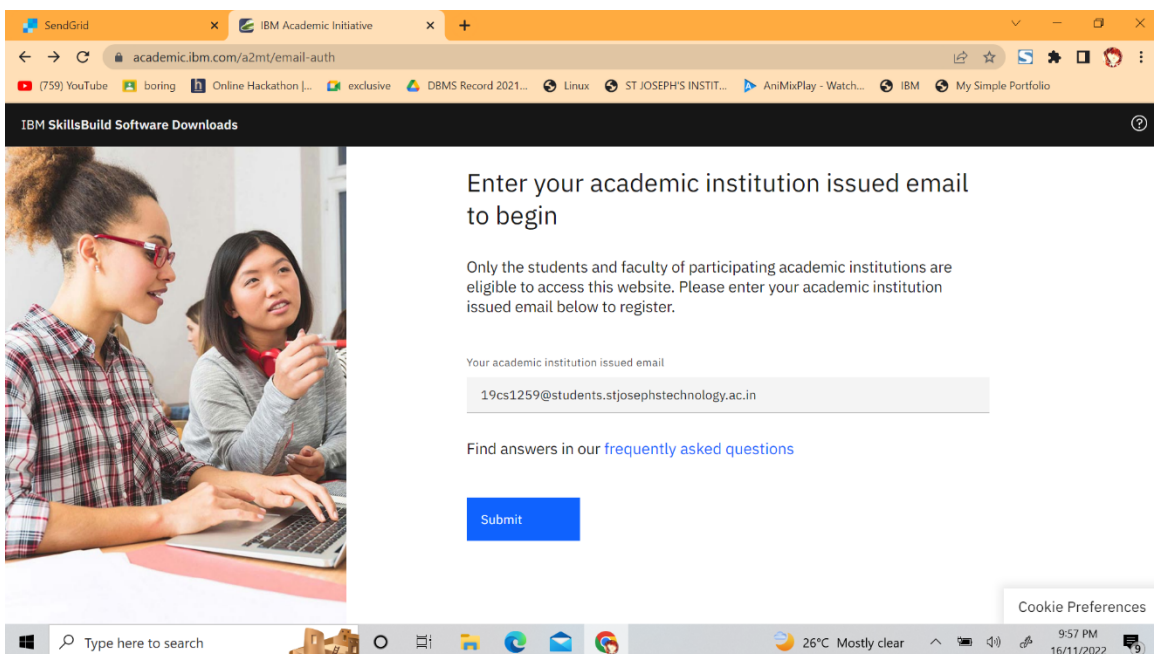 SendGrid
IBM Academic Initiative
academic.ibm.com/a2mt/email-auth
(759) YouTube
boring
Online Hackathon |...
exclusive
DBMS Record 2021...
Linux
ST JOSEPH'S INSTIT...
AniMixPlay - Watch...
IBM
My Simple Portfolio
IBM SkillsBuild Software Downloads
Enter your academic institution issued email
to begin
Only the students and faculty of participating academic institutions are
eligible to access this website. Please enter your academic institution
issued email below to register.
Your academic institution issued email
19cs1259@students.stjosephstechnology.ac.in
Find answers in our frequently asked questions
Submit
Cookie Preferences
Type here to search
26°C Mostly clear
9:57 PM
16/11/2022
9